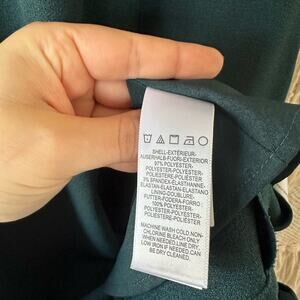 SHELL-EXTÉRIEUR-
AUSSERHALB-FUORI-EXTERIOR
97% POLYESTER
POLYESTER-POLYESTER-
POLIESTERE-POLIÉSTER
3% SPANDEX-ÉLASTHANNE-
ELASTAN-ELASTAN-ELASTANO
LINING-DOUBLURE-
FUTTER-FODERA-FORRO
100% POLYESTER
POLYESTER-POLYESTER-
POLIESTERE-POLIÉSTER
MACHINE WASH COLD.NON-
CHLORINE BLEACH ONLY
WHEN NEEDED.LINE DRY.
LOW IRON IF NEEDED.CAN
BE DRY CLEANED.